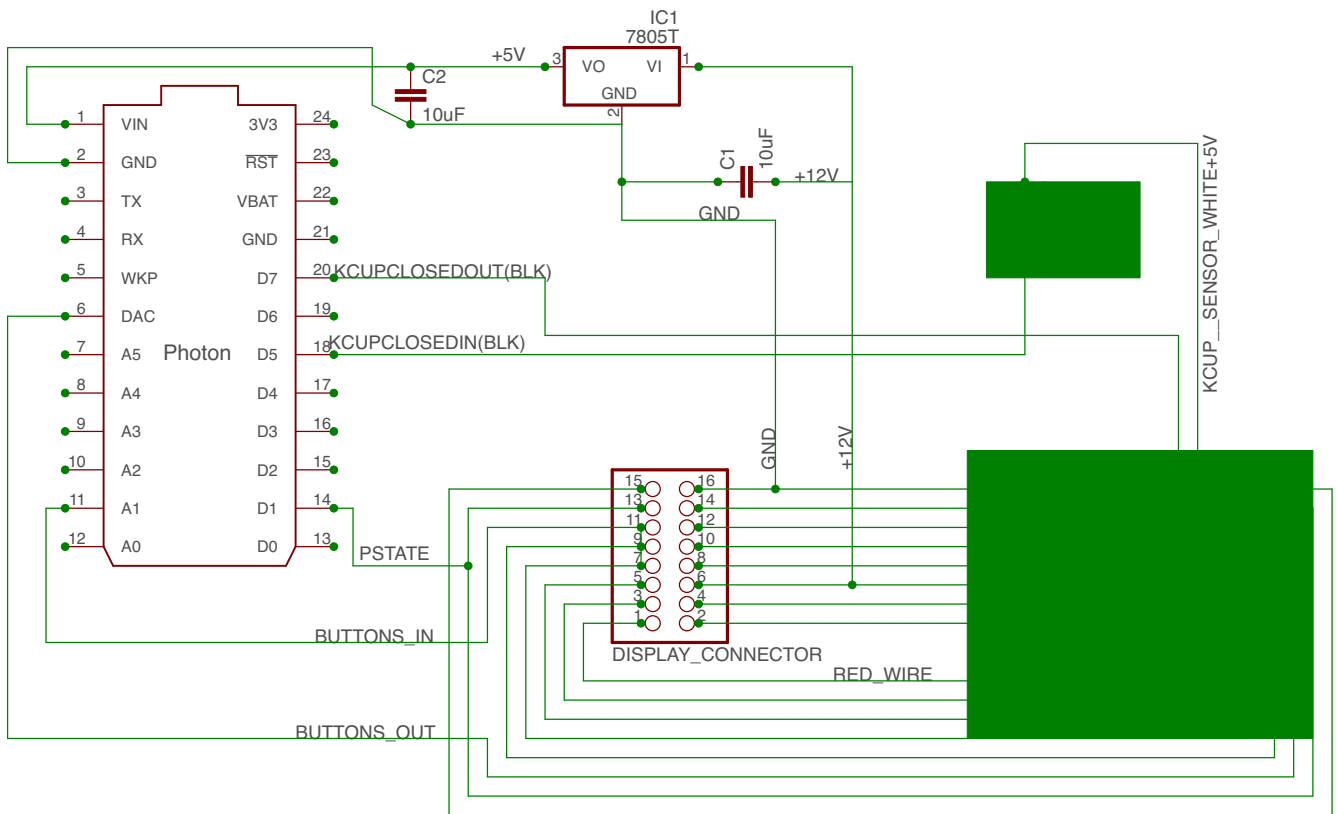 IC1
7805T
+5V
3
VO
VI
1
GND
2
C2
10uF
C1
10uF
+12V
GND
1
VIN
3V3
24
2
GND
RST
23
3
TX
VBAT
22
4
RX
GND
21
5
WKP
D7
20
KCUPCLOSEDOUT(BLK)
6
DAC
D6
19
7
A5
Photon
D5
18
KCUPCLOSEDIN(BLK)
8
A4
D4
17
9
A3
D3
16
10
A2
D2
15
11
A1
D1
14
12
A0
D0
13
PSTATE
KCUP__SENSOR_WHITE+5V
GND
+12V
15
16
13
14
11
12
9
10
7
8
5
6
3
4
1
2
DISPLAY_CONNECTOR
BUTTONS_IN
RED_WIRE
BUTTONS_OUT